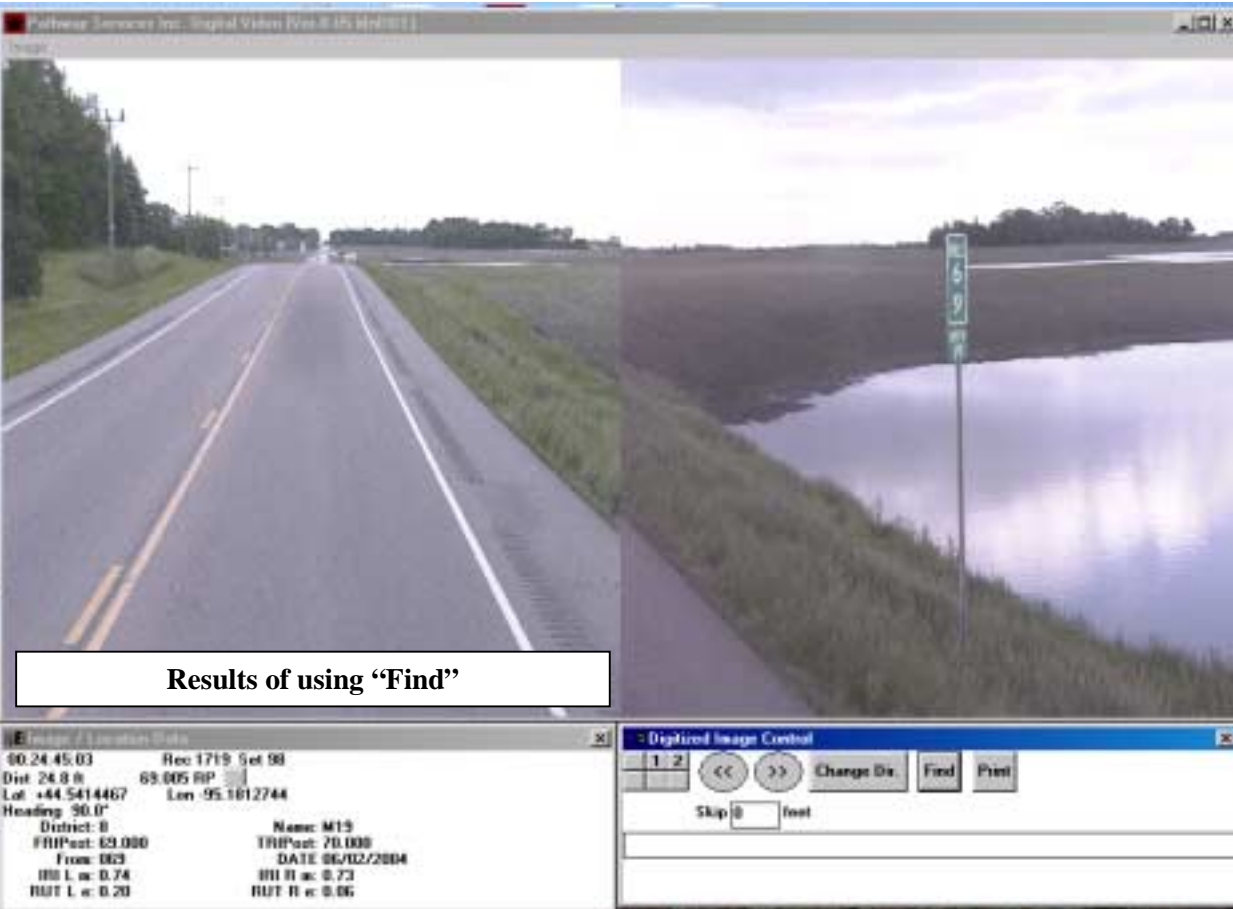 Pathway Services Inc. Digital Video
Image
MILE
6
9
Results of using “Find”
Image / Location Data
00.24.45.03 Rec 1719 Set 98
Dist 24.8 ft 69.005 RP
Lat +44.5414467 Lon -95.1812744
Heading 90.0°
District: 8 Name: M19
FRIPost: 69.000 TRIPost: 70.000
From: 069 DATE 06/02/2004
IRI L m: 0.74 IRI R m: 0.73
RUT L e: 0.20 RUT R e: 0.06
Digitized Image Control
1 2
<< >> Change Dir. Find Print
Skip 0 feet